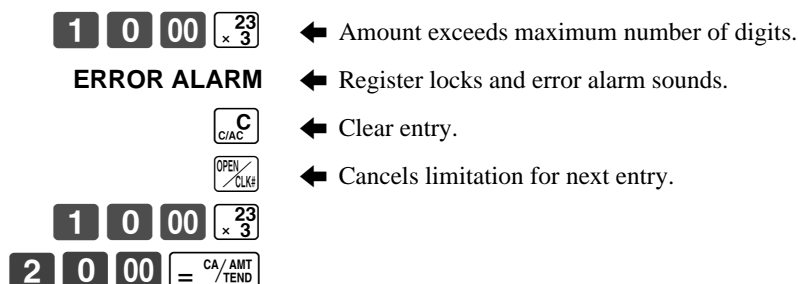 1 0 00 × 23 3 Amount exceeds maximum number of digits.
ERROR ALARM Register locks and error alarm sounds.
C C/AC Clear entry.
OPEN/CLK# Cancels limitation for next entry.
1 0 00 × 23 3
2 0 00 = CA/AMT TEND